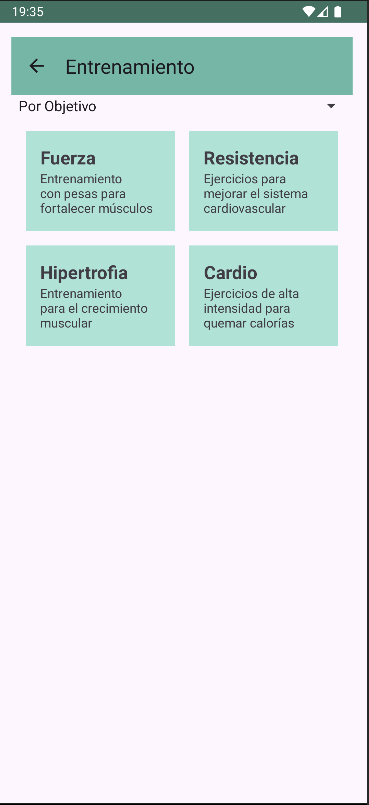 19:35
Entrenamiento
Por Objetivo
Fuerza
Entrenamiento
con pesas para
fortalecer músculos
Resistencia
Ejercicios para
mejorar el sistema
cardiovascular
Hipertrofia
Entrenamiento
para el crecimiento
muscular
Cardio
Ejercicios de alta
intensidad para
quemar calorías